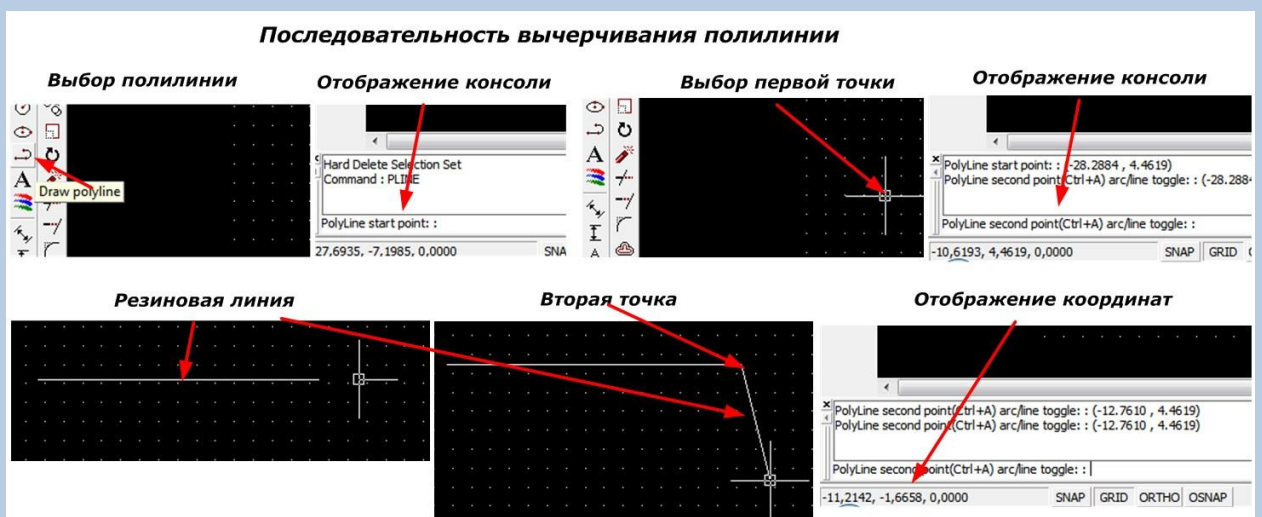 Последовательность вычерчивания полилинии
Выбор полилинии
Отображение консоли
Выбор первой точки
Отображение консоли
Draw polyline
Hard Delete Selection Set
Command : PLINE
PolyLine start point: :
27,6935, -7,1985, 0,0000
SNA
PolyLine start point: : (-28.2884 , 4.4619)
PolyLine second point(Ctrl+A) arc/line toggle: : (-28.288
PolyLine second point(Ctrl+A) arc/line toggle: :
-10,6193, 4,4619, 0,0000
SNAP GRID
Резиновая линия
Вторая точка
Отображение координат
PolyLine second point(Ctrl+A) arc/line toggle: : (-12.7610 , 4.4619)
PolyLine second point(Ctrl+A) arc/line toggle: : (-12.7610 , 4.4619)
PolyLine second point(Ctrl+A) arc/line toggle: :
-11,2142, -1,6658, 0,0000
SNAP GRID ORTHO OSNAP